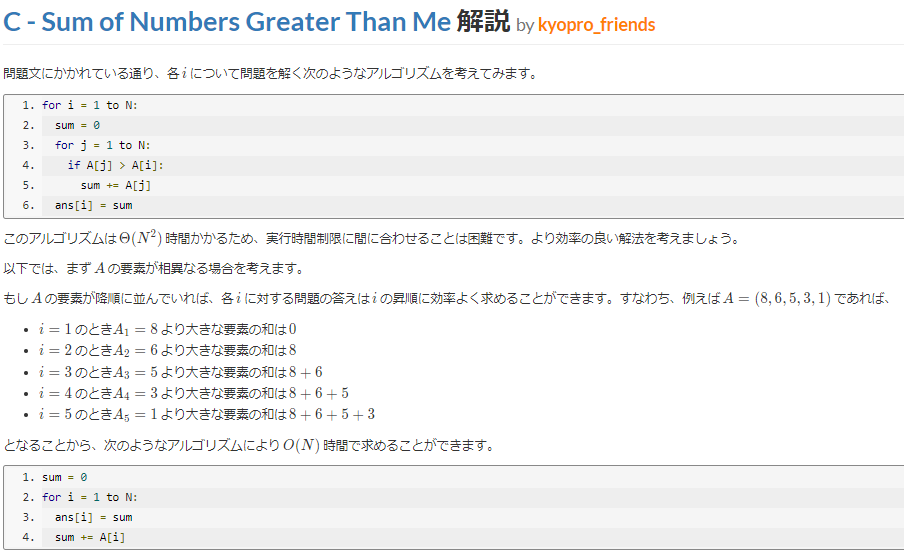 C - Sum of Numbers Greater Than Me 解説 by kyopro_friends
問題文にかかれている通り、各 i について問題を解く次のようなアルゴリズムを考えてみます。
1. for i = 1 to N:
2.   sum = 0
3.   for j = 1 to N:
4.     if A[j] > A[i]:
5.       sum += A[j]
6.   ans[i] = sum
このアルゴリズムは Θ(N²) 時間かかるため、実行時間制限に間に合わせることは困難です。より効率の良い解法を考えましょう。
以下では、まず A の要素が相異なる場合を考えます。
もし A の要素が降順に並んでいれば、各 i に対する問題の答えは i の昇順に効率よく求めることができます。すなわち、例えば A = (8, 6, 5, 3, 1) であれば、
• i = 1 のとき A₁ = 8 より大きな要素の和は 0
• i = 2 のとき A₂ = 6 より大きな要素の和は 8
• i = 3 のとき A₃ = 5 より大きな要素の和は 8 + 6
• i = 4 のとき A₄ = 3 より大きな要素の和は 8 + 6 + 5
• i = 5 のとき A₅ = 1 より大きな要素の和は 8 + 6 + 5 + 3
となることから、次のようなアルゴリズムにより O(N) 時間で求めることができます。
1. sum = 0
2. for i = 1 to N:
3.   ans[i] = sum
4.   sum += A[i]